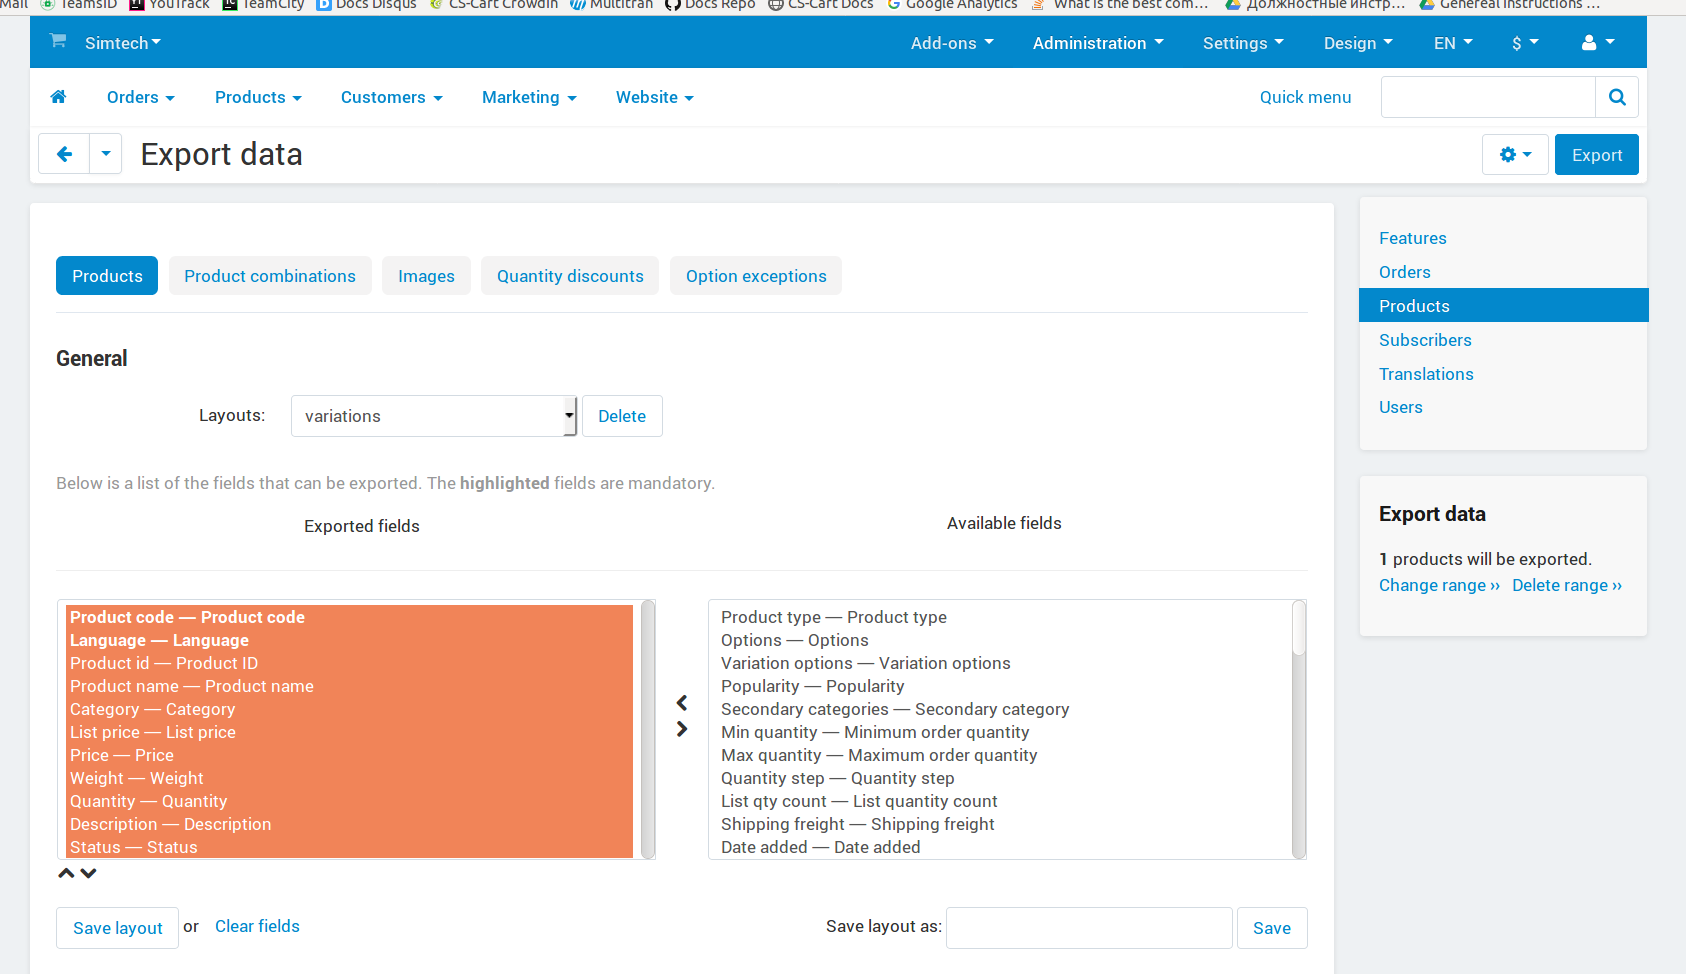 Mail TeamsID YouTrack TeamCity Docs Disqus CS-Cart Crowdin Multitran Docs Repo CS-Cart Docs Google Analytics What is the best com… Должностные инстр… Genereal Instructions …
Simtech Add-ons Administration Settings Design EN $
Orders Products Customers Marketing Website Quick menu
Export data Export
Products Product combinations Images Quantity discounts Option exceptions
General
Layouts: variations Delete
Below is a list of the fields that can be exported. The highlighted fields are mandatory.
Exported fields
Product code — Product code
Language — Language
Product id — Product ID
Product name — Product name
Category — Category
List price — List price
Price — Price
Weight — Weight
Quantity — Quantity
Description — Description
Status — Status
Available fields
Product type — Product type
Options — Options
Variation options — Variation options
Popularity — Popularity
Secondary categories — Secondary category
Min quantity — Minimum order quantity
Max quantity — Maximum order quantity
Quantity step — Quantity step
List qty count — List quantity count
Shipping freight — Shipping freight
Date added — Date added
Save layout or Clear fields Save layout as: Save
Features
Orders
Products
Subscribers
Translations
Users
Export data
1 products will be exported.
Change range ›› Delete range ››